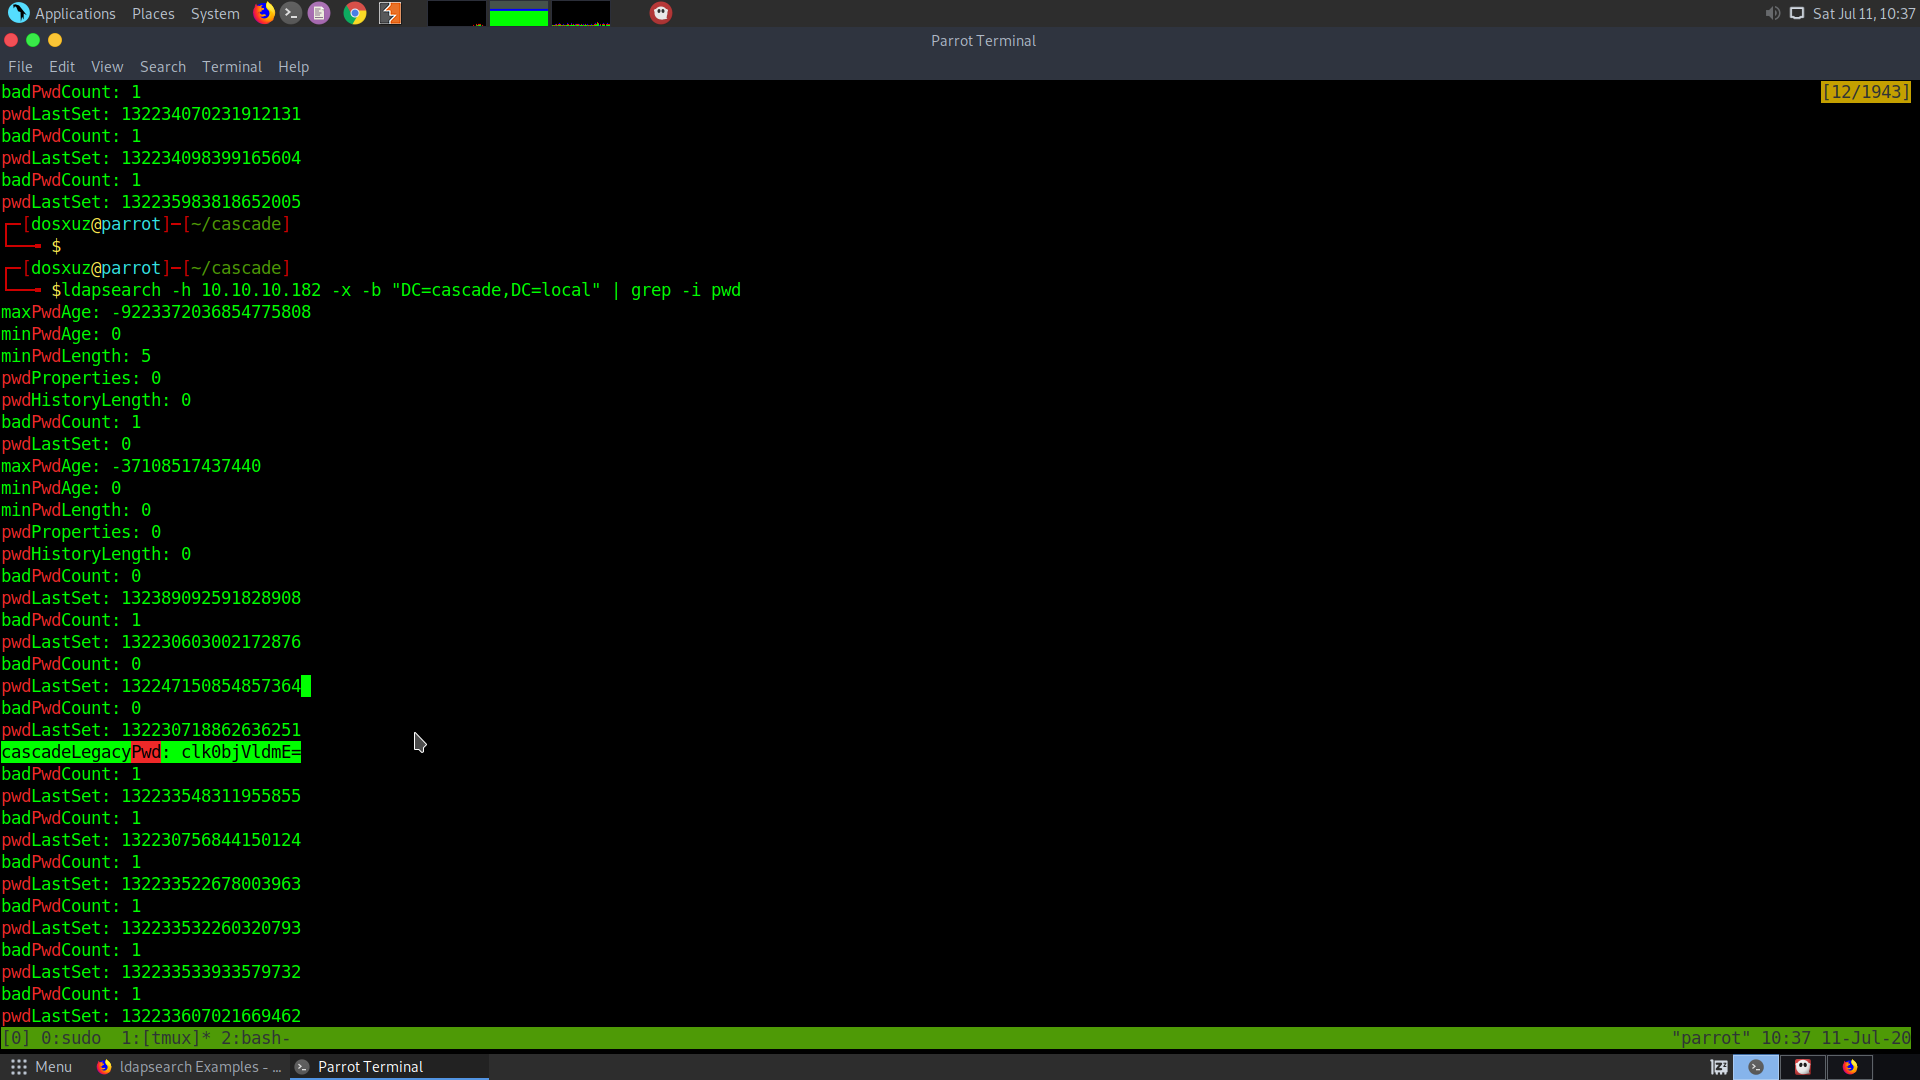 Applications Places System Sat Jul 11, 10:37
Parrot Terminal
File Edit View Search Terminal Help
badPwdCount: 1 [12/1943]
pwdLastSet: 132234070231912131
badPwdCount: 1
pwdLastSet: 132234098399165604
badPwdCount: 1
pwdLastSet: 132235983818652005
┌─[dosxuz@parrot]─[~/cascade]
└──╼ $
┌─[dosxuz@parrot]─[~/cascade]
└──╼ $ldapsearch -h 10.10.10.182 -x -b "DC=cascade,DC=local" | grep -i pwd
maxPwdAge: -9223372036854775808
minPwdAge: 0
minPwdLength: 5
pwdProperties: 0
pwdHistoryLength: 0
badPwdCount: 1
pwdLastSet: 0
maxPwdAge: -37108517437440
minPwdAge: 0
minPwdLength: 0
pwdProperties: 0
pwdHistoryLength: 0
badPwdCount: 0
pwdLastSet: 132389092591828908
badPwdCount: 1
pwdLastSet: 132230603002172876
badPwdCount: 0
pwdLastSet: 132247150854857364
badPwdCount: 0
pwdLastSet: 132230718862636251
cascadeLegacyPwd: clk0bjVldmE=
badPwdCount: 1
pwdLastSet: 132233548311955855
badPwdCount: 1
pwdLastSet: 132230756844150124
badPwdCount: 1
pwdLastSet: 132233522678003963
badPwdCount: 1
pwdLastSet: 132233532260320793
badPwdCount: 1
pwdLastSet: 132233533933579732
badPwdCount: 1
pwdLastSet: 132233607021669462
[0] 0:sudo 1:[tmux]* 2:bash- "parrot" 10:37 11-Jul-20
Menu ldapsearch Examples - ... Parrot Terminal